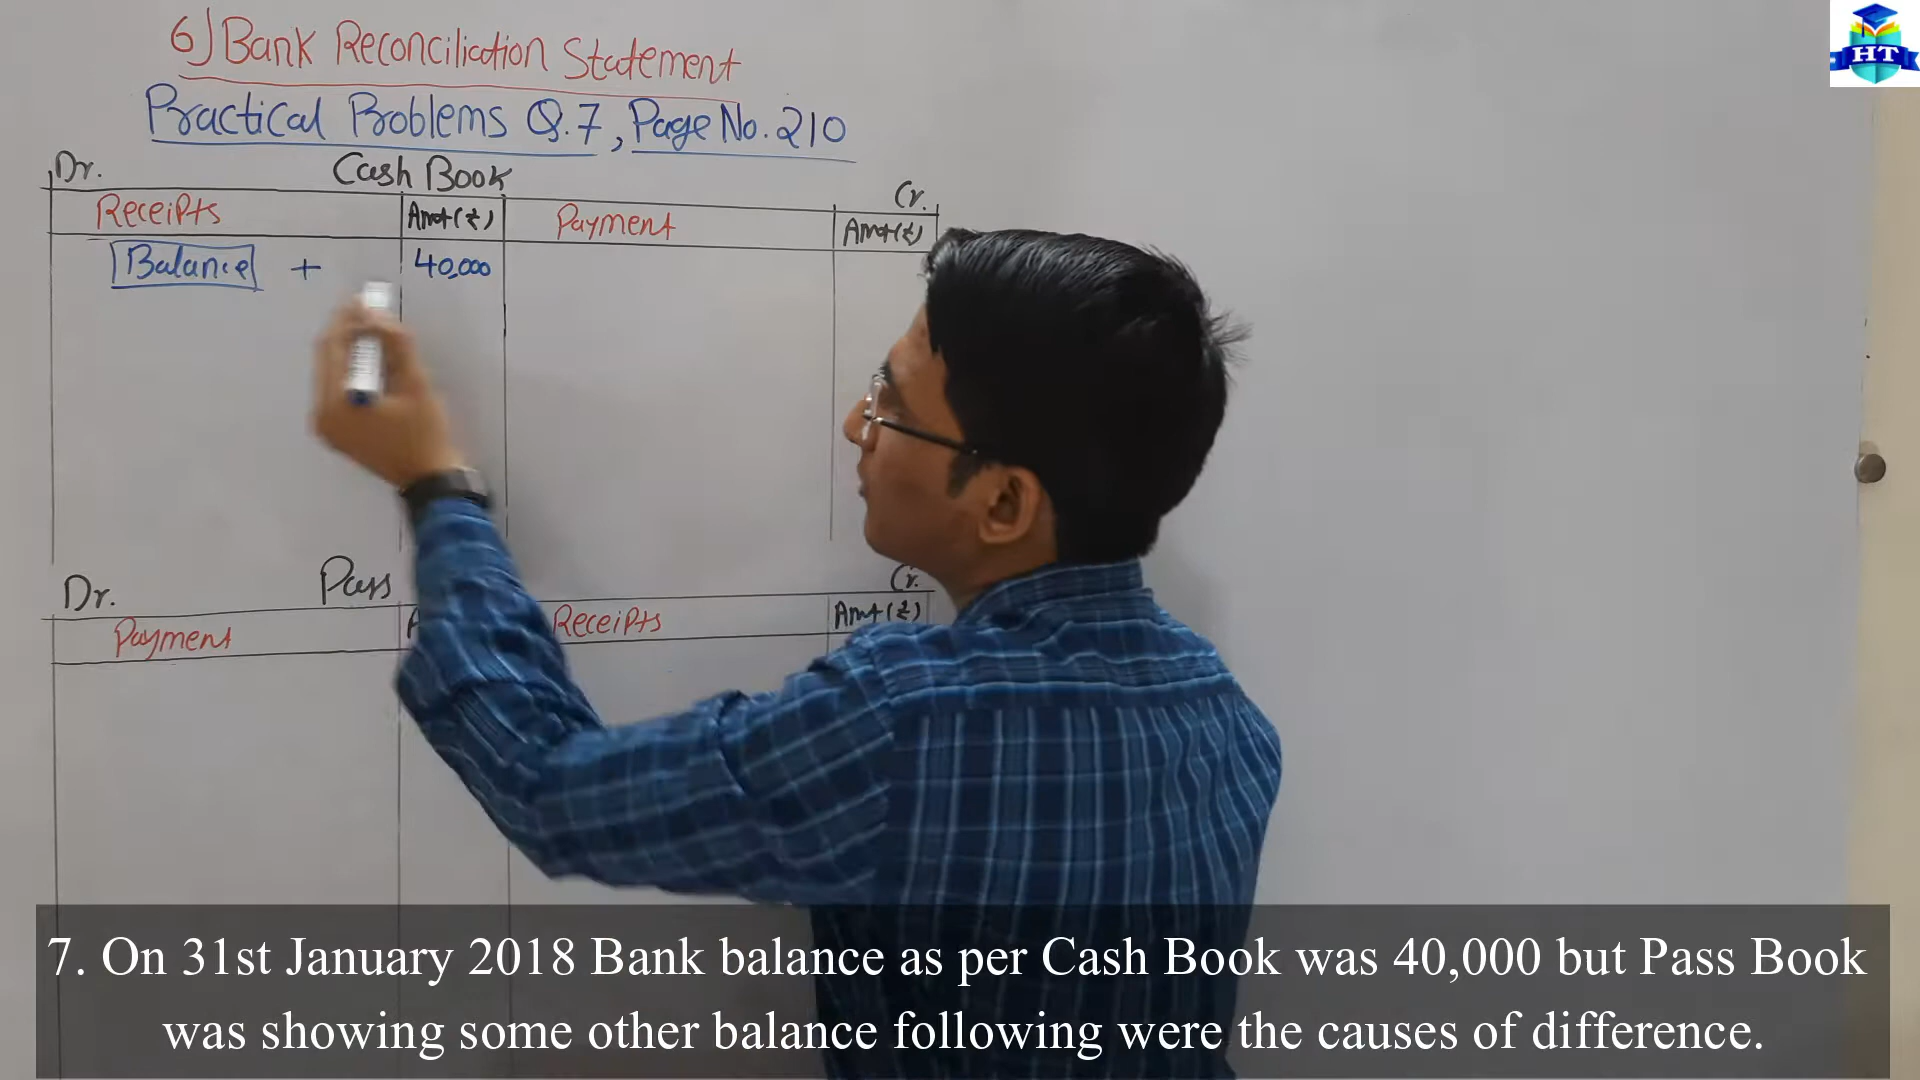 HT
6) Bank Reconciliation Statement
Practical Problems Q.7, Page No. 210
Dr. Cash Book Cr.
Receipts Amt(₹) Payment Amt(₹)
Balance + 40,000
Dr. Pass Cr.
Payment A Receipts Amt(₹)
7. On 31st January 2018 Bank balance as per Cash Book was 40,000 but Pass Book
was showing some other balance following were the causes of difference.